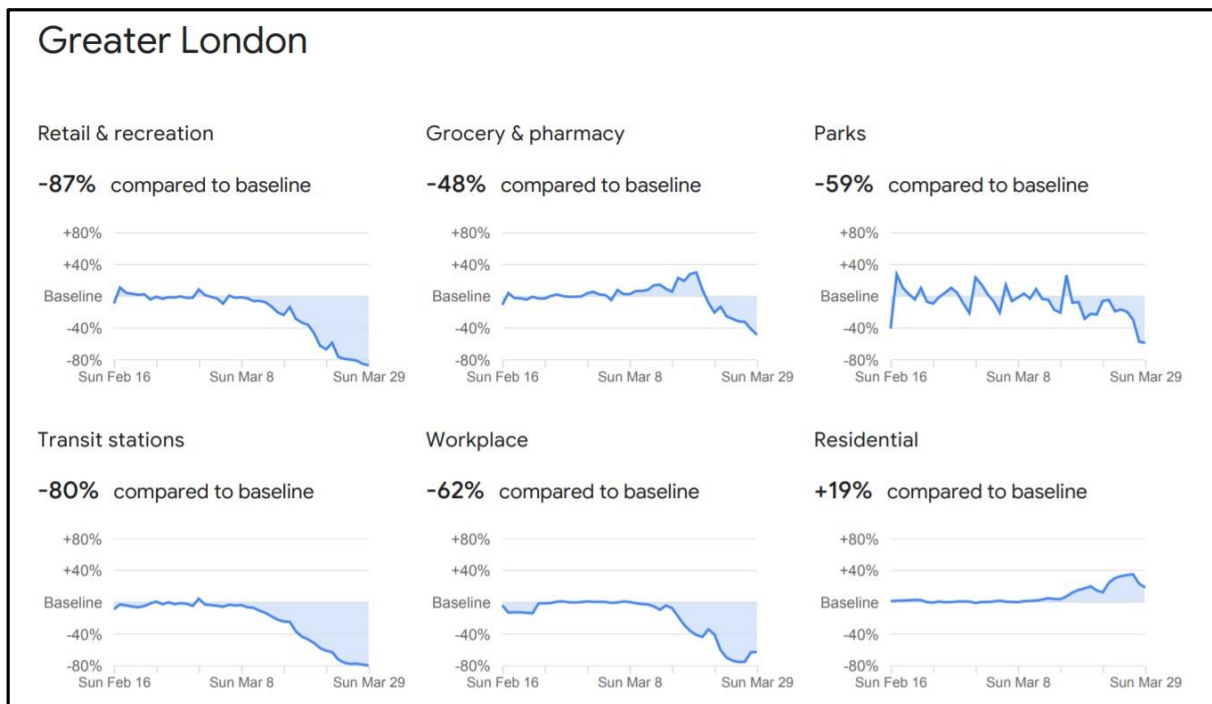 Greater London
Retail & recreation
-87% compared to baseline
+80%
+40%
Baseline
-40%
-80%
Sun Feb 16 Sun Mar 8 Sun Mar 29
Grocery & pharmacy
-48% compared to baseline
+80%
+40%
Baseline
-40%
-80%
Sun Feb 16 Sun Mar 8 Sun Mar 29
Parks
-59% compared to baseline
+80%
+40%
Baseline
-40%
-80%
Sun Feb 16 Sun Mar 8 Sun Mar 29
Transit stations
-80% compared to baseline
+80%
+40%
Baseline
-40%
-80%
Sun Feb 16 Sun Mar 8 Sun Mar 29
Workplace
-62% compared to baseline
+80%
+40%
Baseline
-40%
-80%
Sun Feb 16 Sun Mar 8 Sun Mar 29
Residential
+19% compared to baseline
+80%
+40%
Baseline
-40%
-80%
Sun Feb 16 Sun Mar 8 Sun Mar 29